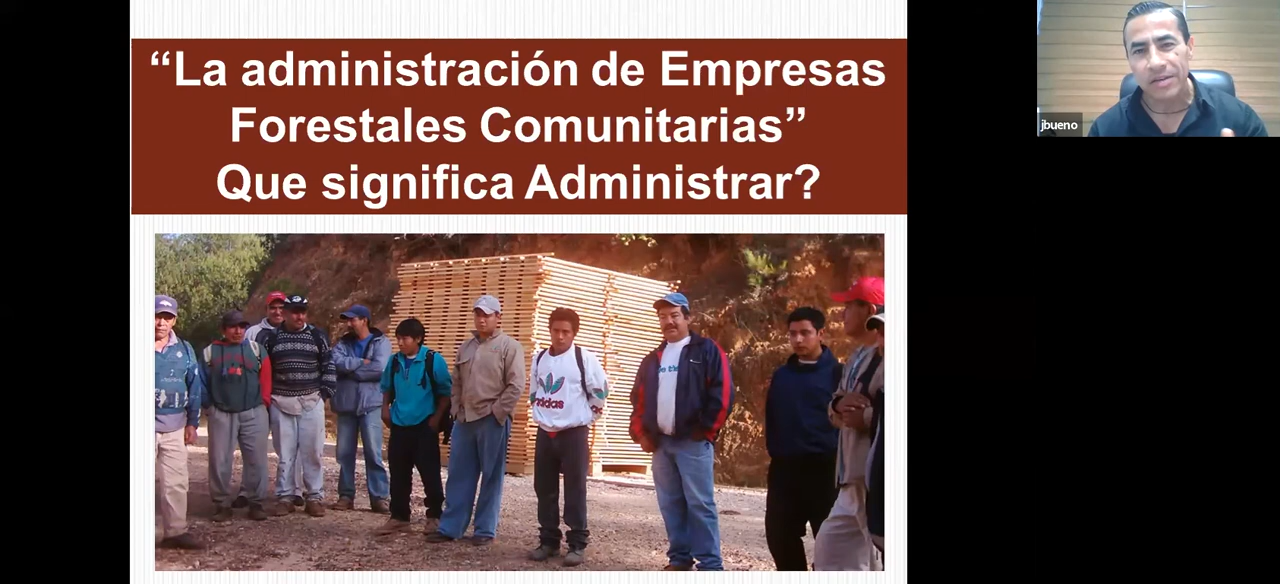 “La administración de Empresas
Forestales Comunitarias”
Que significa Administrar?
jbueno
adidas